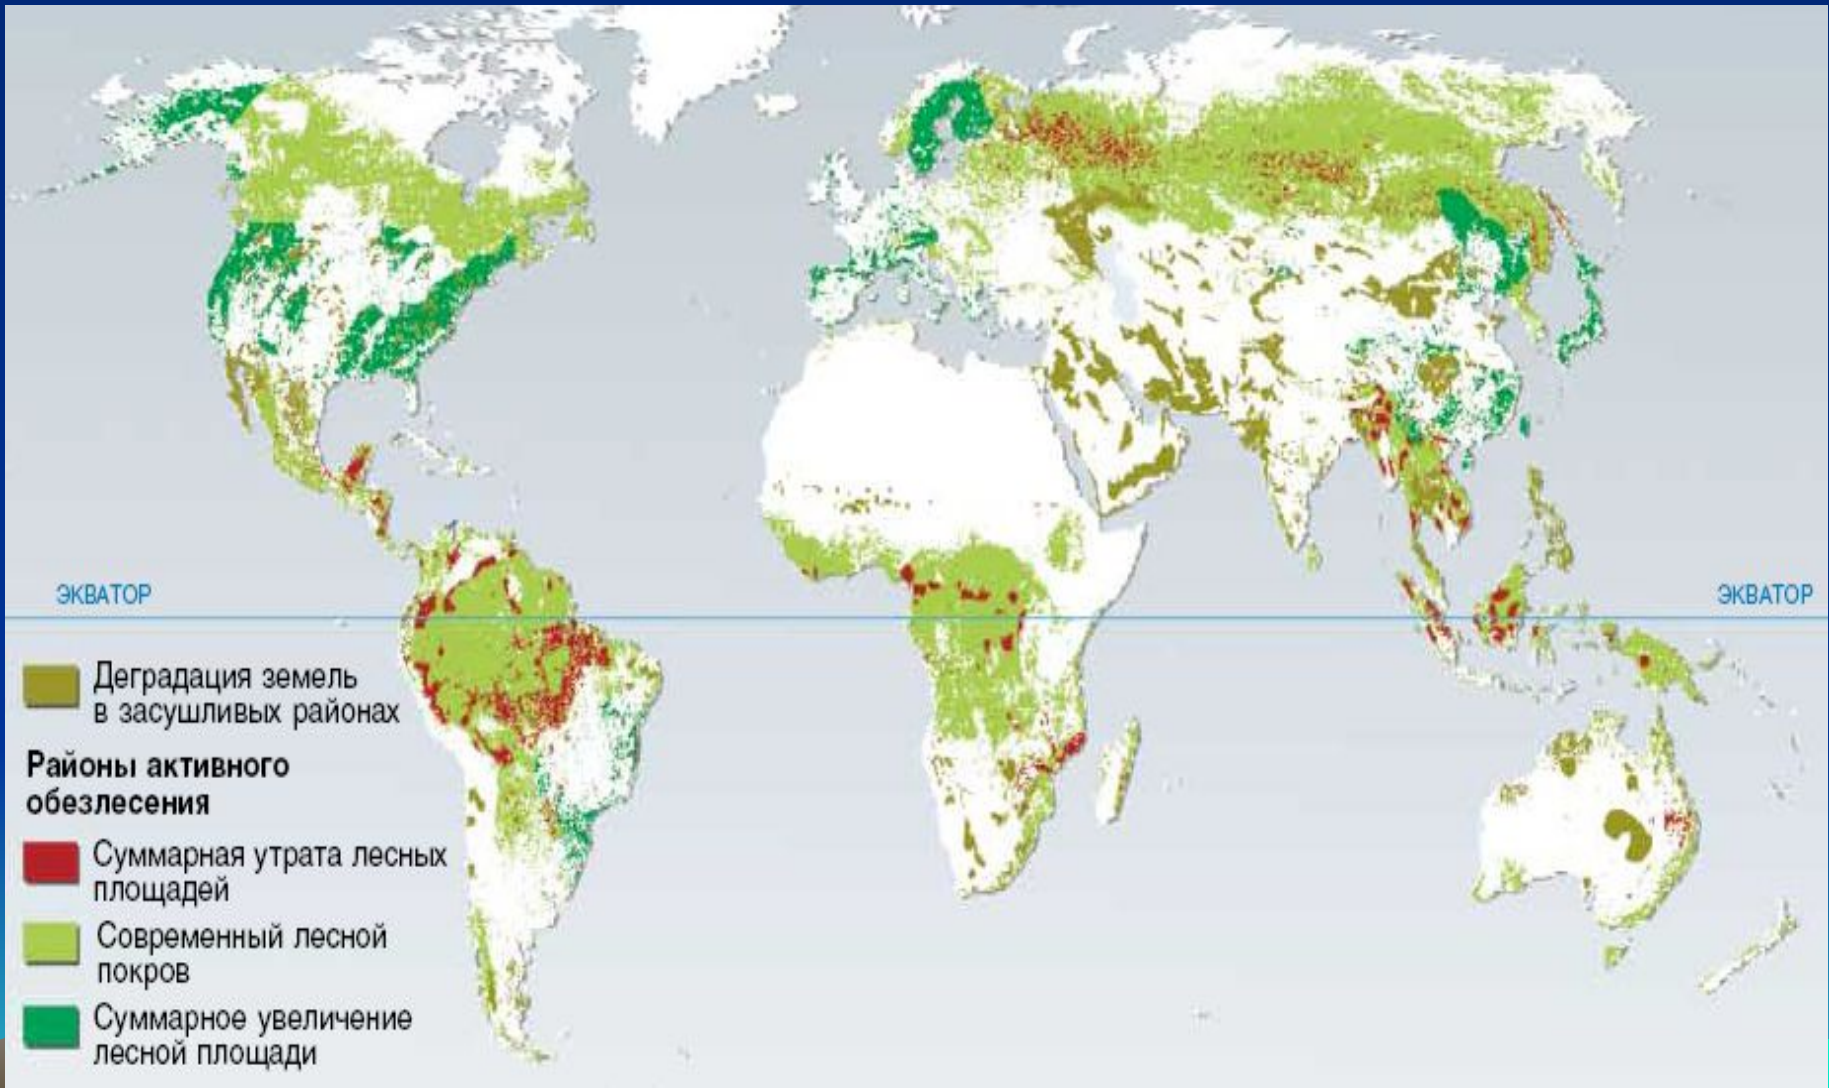 ЭКВАТОР
ЭКВАТОР
Деградация земель
в засушливых районах
Районы активного
обезлесения
Суммарная утрата лесных
площадей
Современный лесной
покров
Суммарное увеличение
лесной площади